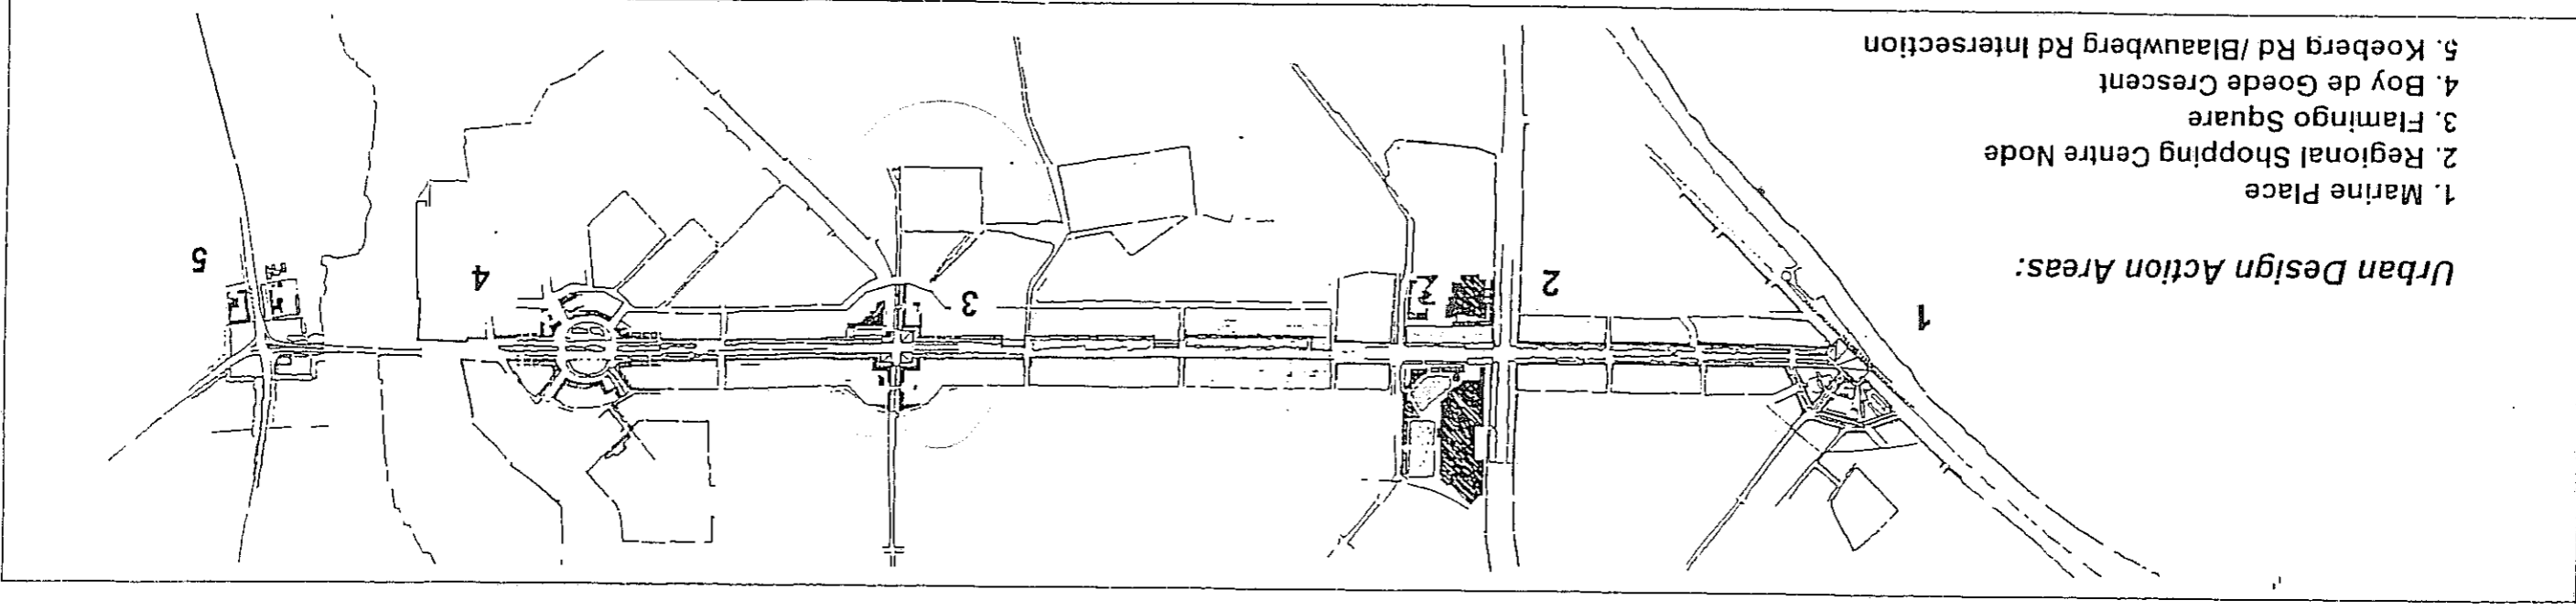 Urban Design Action Areas:
1. Marine Place
2. Regional Shopping Centre Node
3. Flamingo Square
4. Boy de Goede Crescent
5. Koeberg Rd /Blaauwberg Rd Intersection
1
2
3
4
5